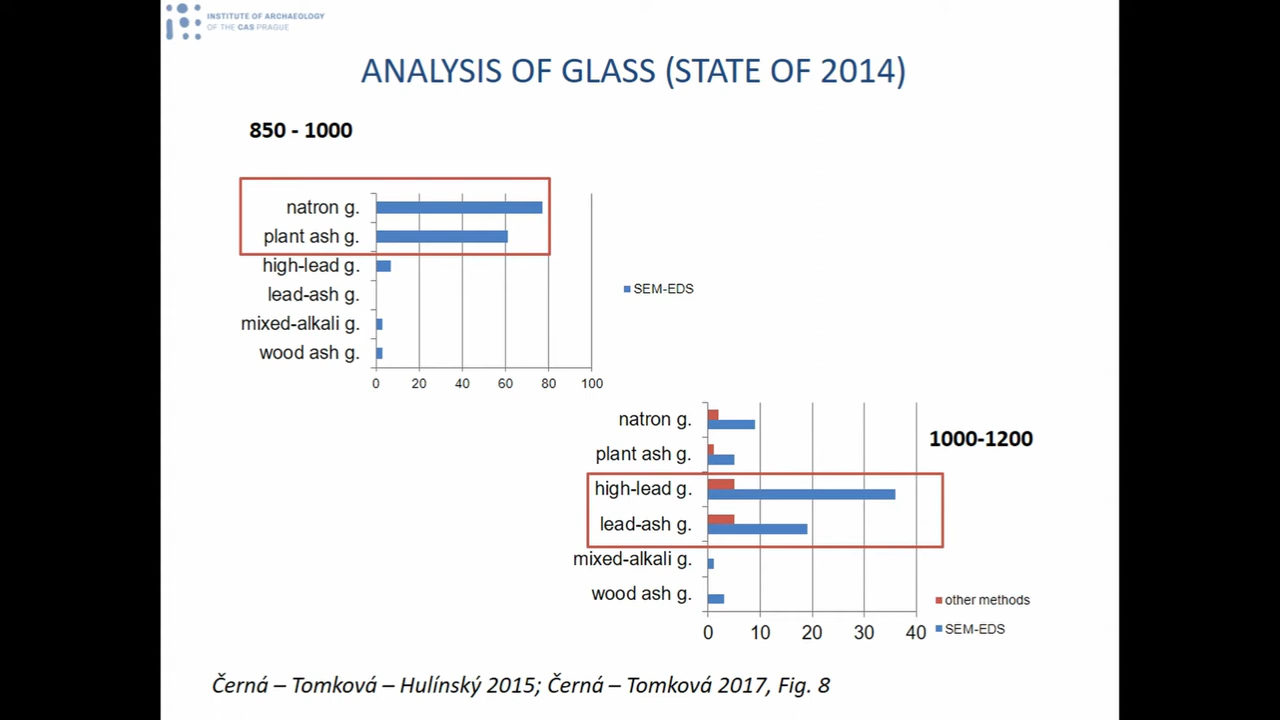 INSTITUTE OF ARCHAEOLOGY
OF THE CAS PRAGUE
ANALYSIS OF GLASS (STATE OF 2014)
850 - 1000
natron g.
plant ash g.
high-lead g.
lead-ash g.
mixed-alkali g.
wood ash g.
0 20 40 60 80 100
SEM-EDS
1000-1200
natron g.
plant ash g.
high-lead g.
lead-ash g.
mixed-alkali g.
wood ash g.
0 10 20 30 40
other methods
SEM-EDS
Černá – Tomková – Hulínský 2015; Černá – Tomková 2017, Fig. 8